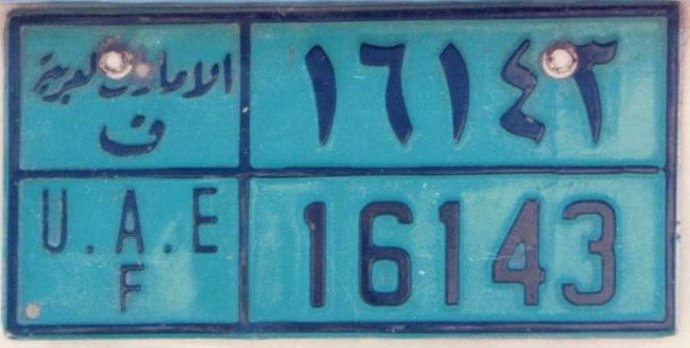 الامارات العربية
ف
١٦١٤٣
U.A.E
F
16143